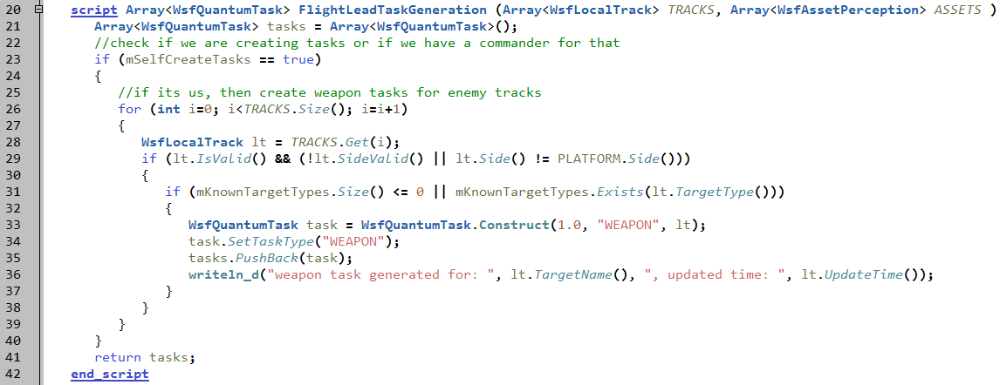 20 script Array<WsfQuantumTask> FlightLeadTaskGeneration (Array<WsfLocalTrack> TRACKS, Array<WsfAssetPerception> ASSETS )
21 Array<WsfQuantumTask> tasks = Array<WsfQuantumTask>();
22 //check if we are creating tasks or if we have a commander for that
23 if (mSelfCreateTasks == true)
24 {
25 //if its us, then create weapon tasks for enemy tracks
26 for (int i=0; i<TRACKS.Size(); i=i+1)
27 {
28 WsfLocalTrack lt = TRACKS.Get(i);
29 if (lt.IsValid() && (!lt.SideValid() || lt.Side() != PLATFORM.Side()))
30 {
31 if (mKnownTargetTypes.Size() <= 0 || mKnownTargetTypes.Exists(lt.TargetType()))
32 {
33 WsfQuantumTask task = WsfQuantumTask.Construct(1.0, "WEAPON", lt);
34 task.SetTaskType("WEAPON");
35 tasks.PushBack(task);
36 writeln_d("weapon task generated for: ", lt.TargetName(), ", updated time: ", lt.UpdateTime());
37 }
38 }
39 }
40 }
41 return tasks;
42 end_script